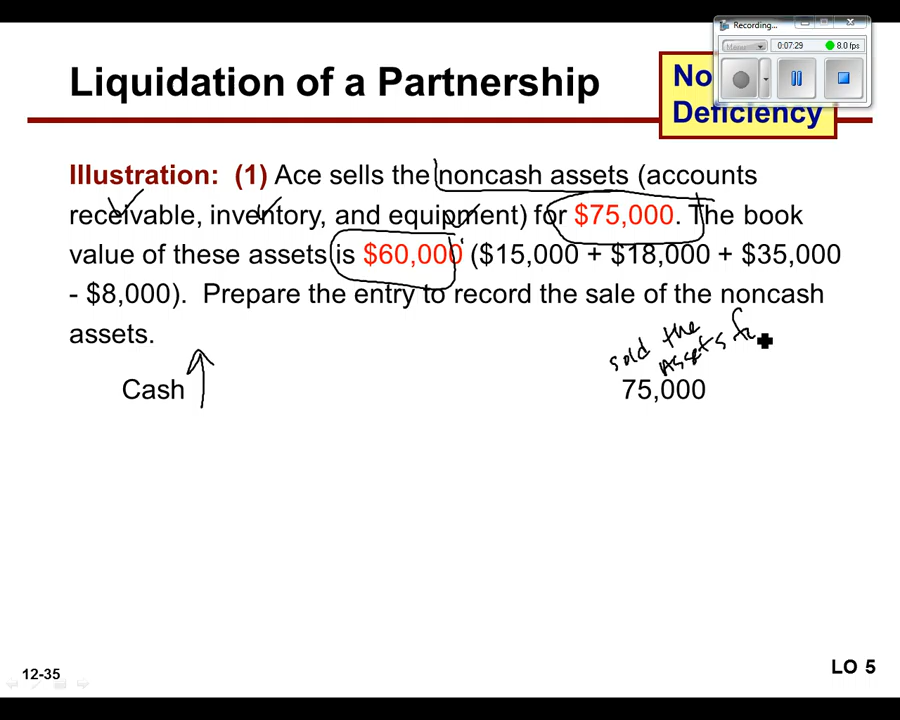 Recording...
Menu
0:07:29
8.0 fps
Liquidation of a Partnership
No
Deficiency
Illustration: (1) Ace sells the noncash assets (accounts
receivable, inventory, and equipment) for $75,000. The book
value of these assets is $60,000 ($15,000 + $18,000 + $35,000
- $8,000). Prepare the entry to record the sale of the noncash
assets.
sold the
Assets for
Cash
75,000
12-35
LO 5